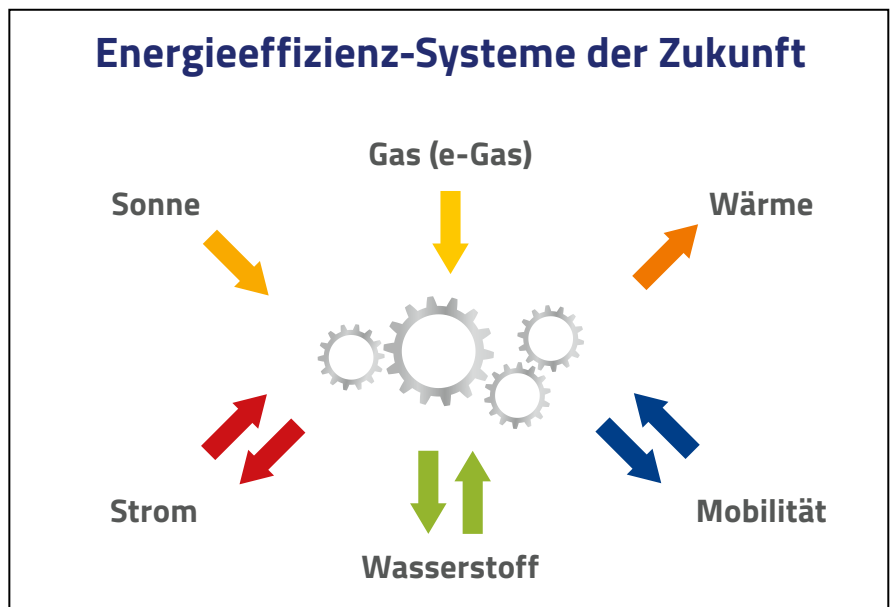 Energieeffizienz-Systeme der Zukunft
Gas (e-Gas)
Sonne
Wärme
Strom
Mobilität
Wasserstoff